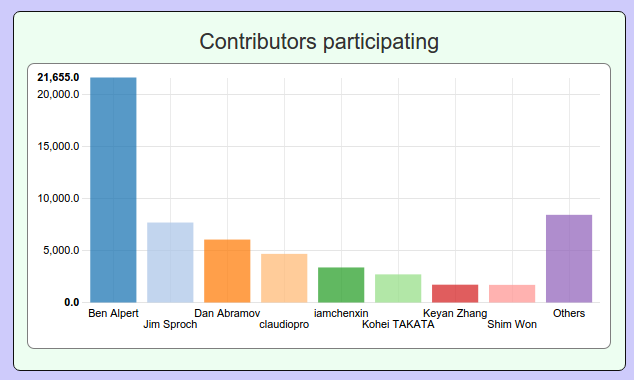 Contributors participating
21,655.0
20,000.0
15,000.0
10,000.0
5,000.0
0.0
Ben Alpert
Jim Sproch
Dan Abramov
claudiopro
iamchenxin
Kohei TAKATA
Keyan Zhang
Shim Won
Others